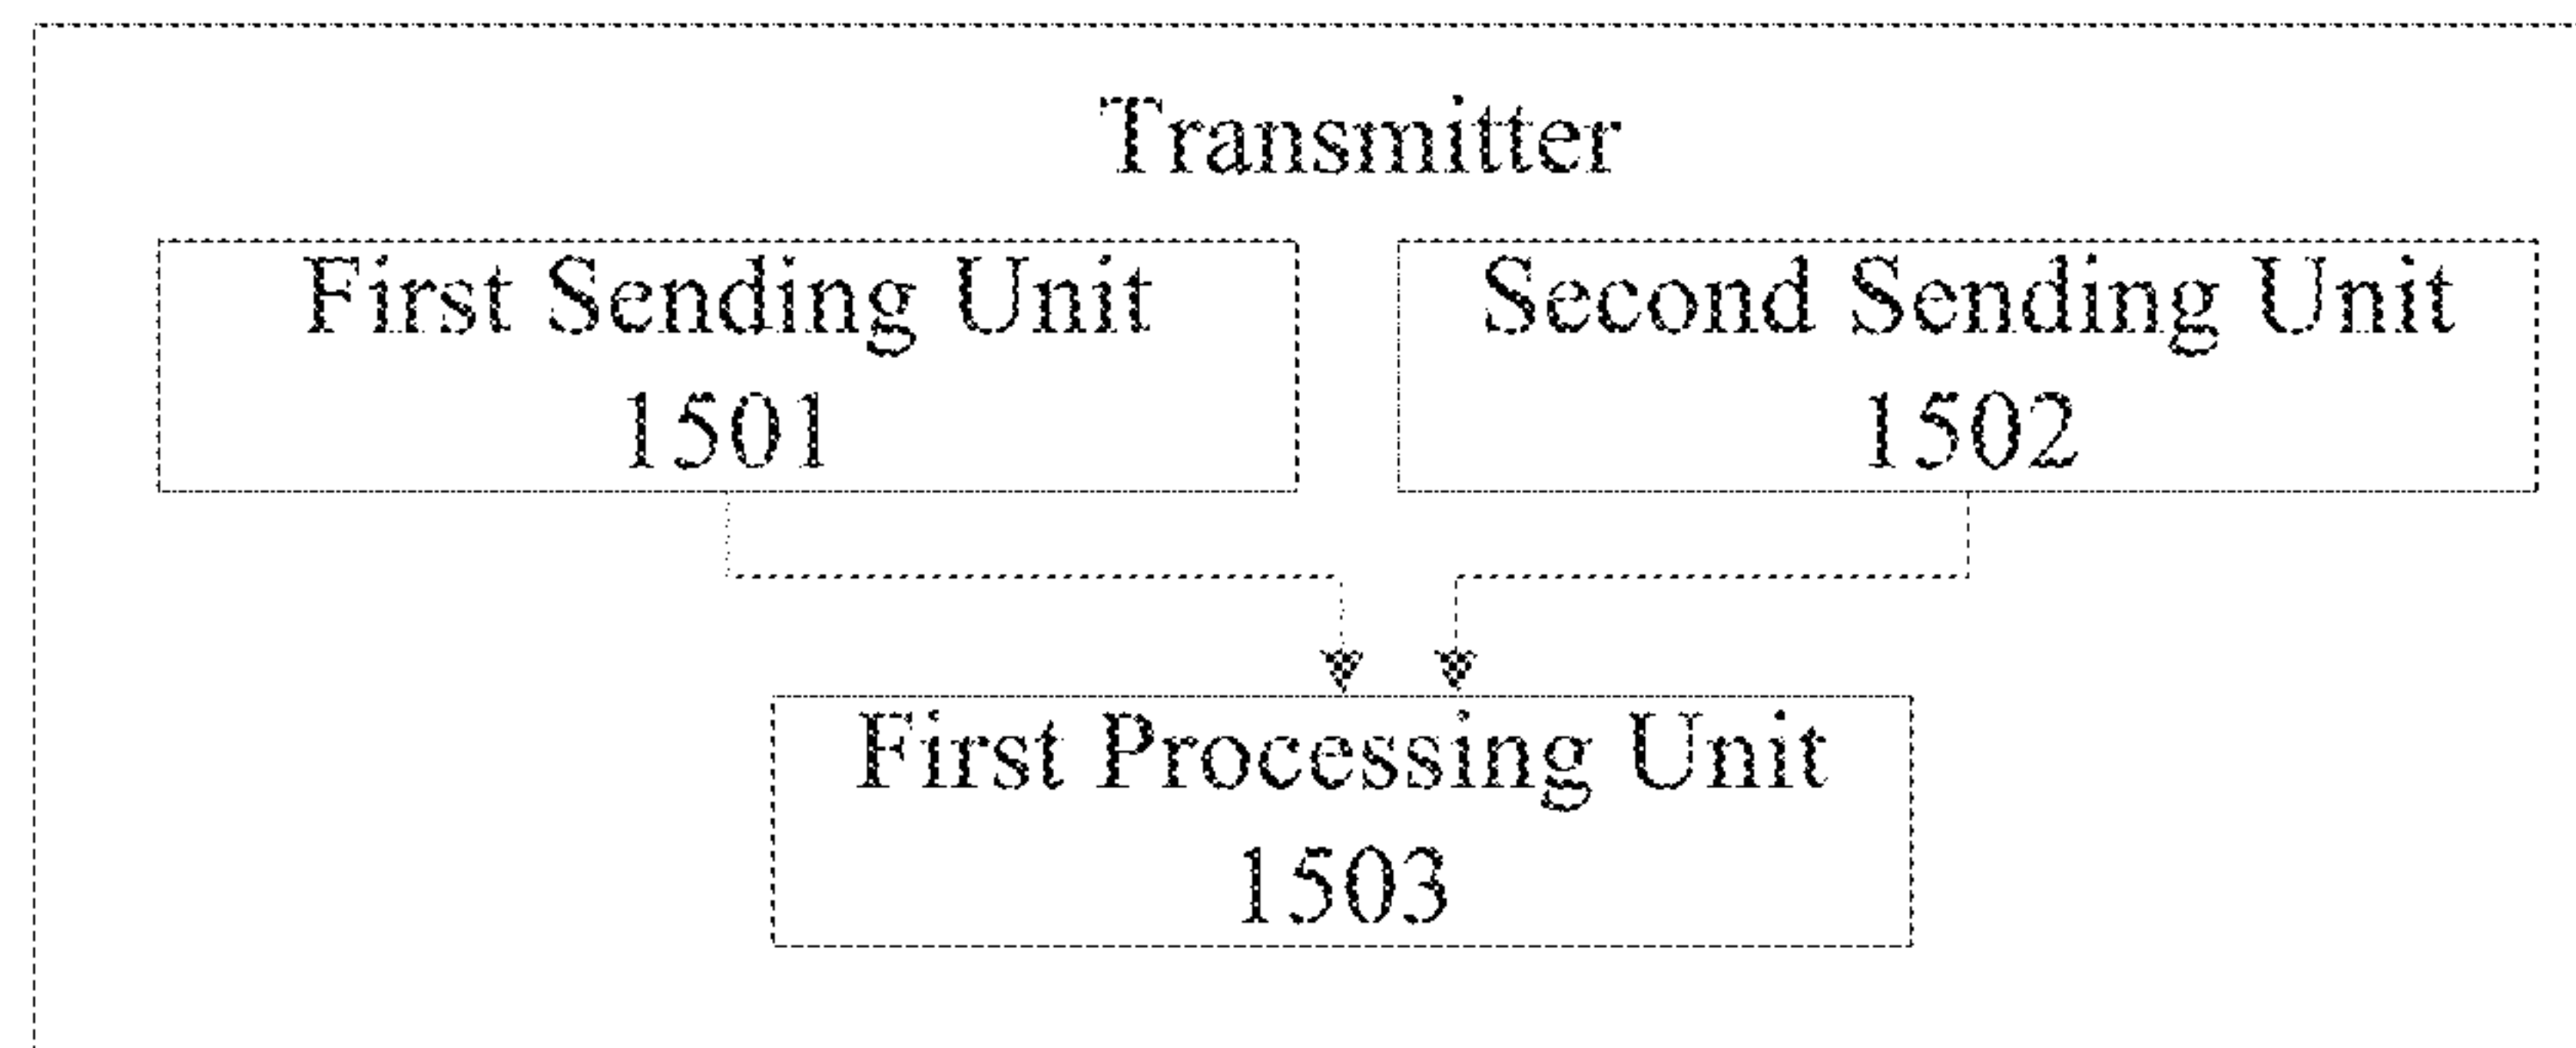 Transmitter
First Sending Unit
1501
Second Sending Unit
1502
First Processing Unit
1503